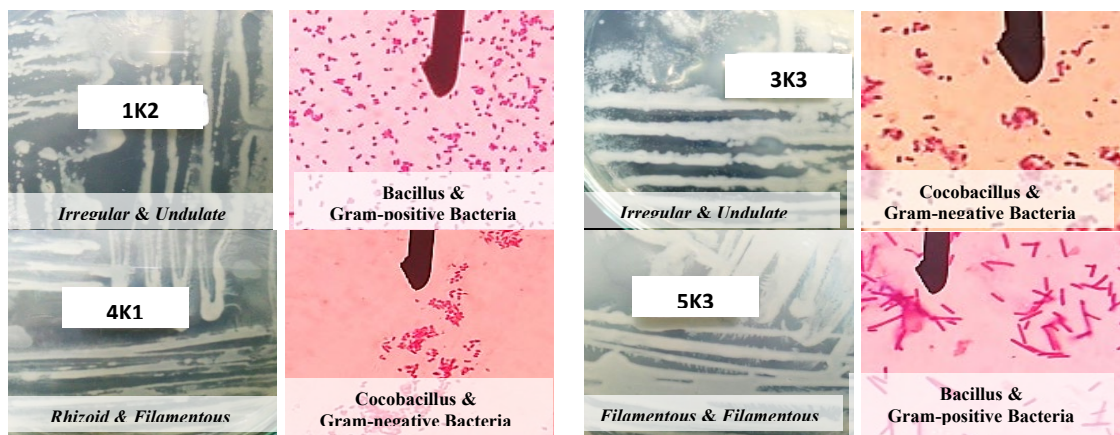 1K2
Irregular & Undulate
Bacillus &
Gram-positive Bacteria
3K3
Irregular & Undulate
Cocobacillus &
Gram-negative Bacteria
4K1
Rhizoid & Filamentous
Cocobacillus &
Gram-negative Bacteria
5K3
Filamentous & Filamentous
Bacillus &
Gram-positive Bacteria